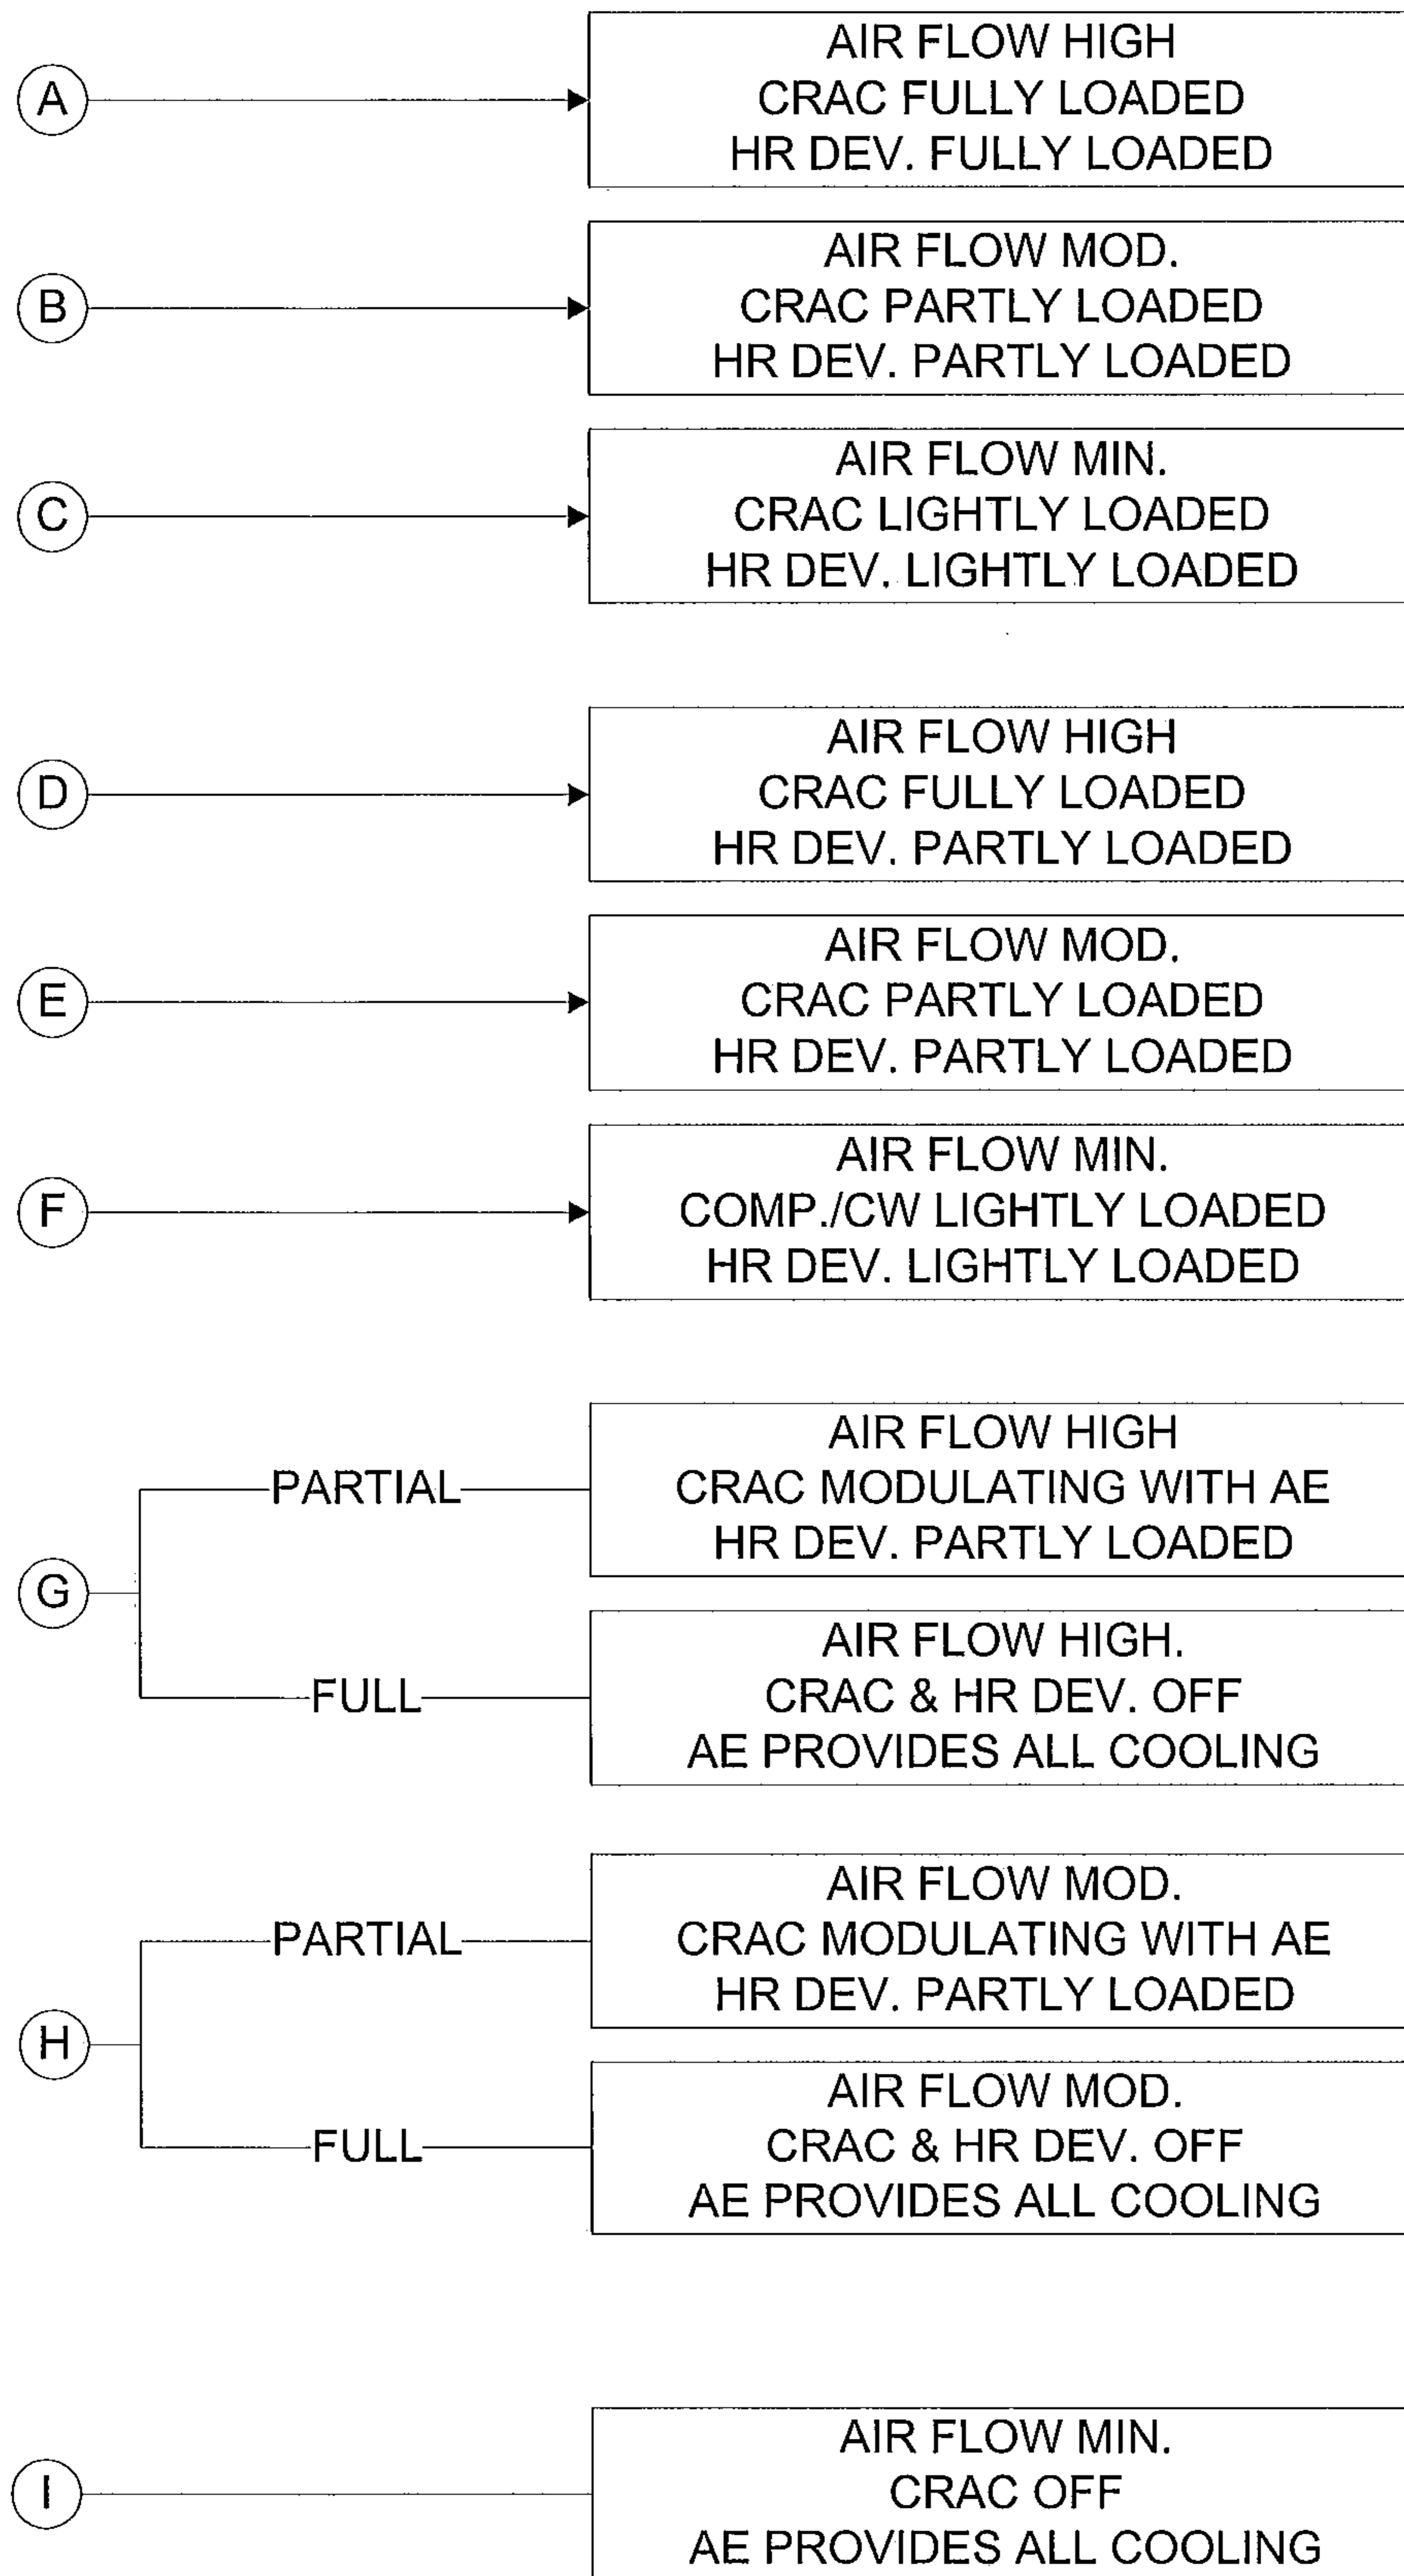 A
AIR FLOW HIGH
CRAC FULLY LOADED
HR DEV. FULLY LOADED
B
AIR FLOW MOD.
CRAC PARTLY LOADED
HR DEV. PARTLY LOADED
C
AIR FLOW MIN.
CRAC LIGHTLY LOADED
HR DEV. LIGHTLY LOADED
D
AIR FLOW HIGH
CRAC FULLY LOADED
HR DEV. PARTLY LOADED
E
AIR FLOW MOD.
CRAC PARTLY LOADED
HR DEV. PARTLY LOADED
F
AIR FLOW MIN.
COMP./CW LIGHTLY LOADED
HR DEV. LIGHTLY LOADED
G
PARTIAL
AIR FLOW HIGH
CRAC MODULATING WITH AE
HR DEV. PARTLY LOADED
FULL
AIR FLOW HIGH.
CRAC & HR DEV. OFF
AE PROVIDES ALL COOLING
H
PARTIAL
AIR FLOW MOD.
CRAC MODULATING WITH AE
HR DEV. PARTLY LOADED
FULL
AIR FLOW MOD.
CRAC & HR DEV. OFF
AE PROVIDES ALL COOLING
I
AIR FLOW MIN.
CRAC OFF
AE PROVIDES ALL COOLING